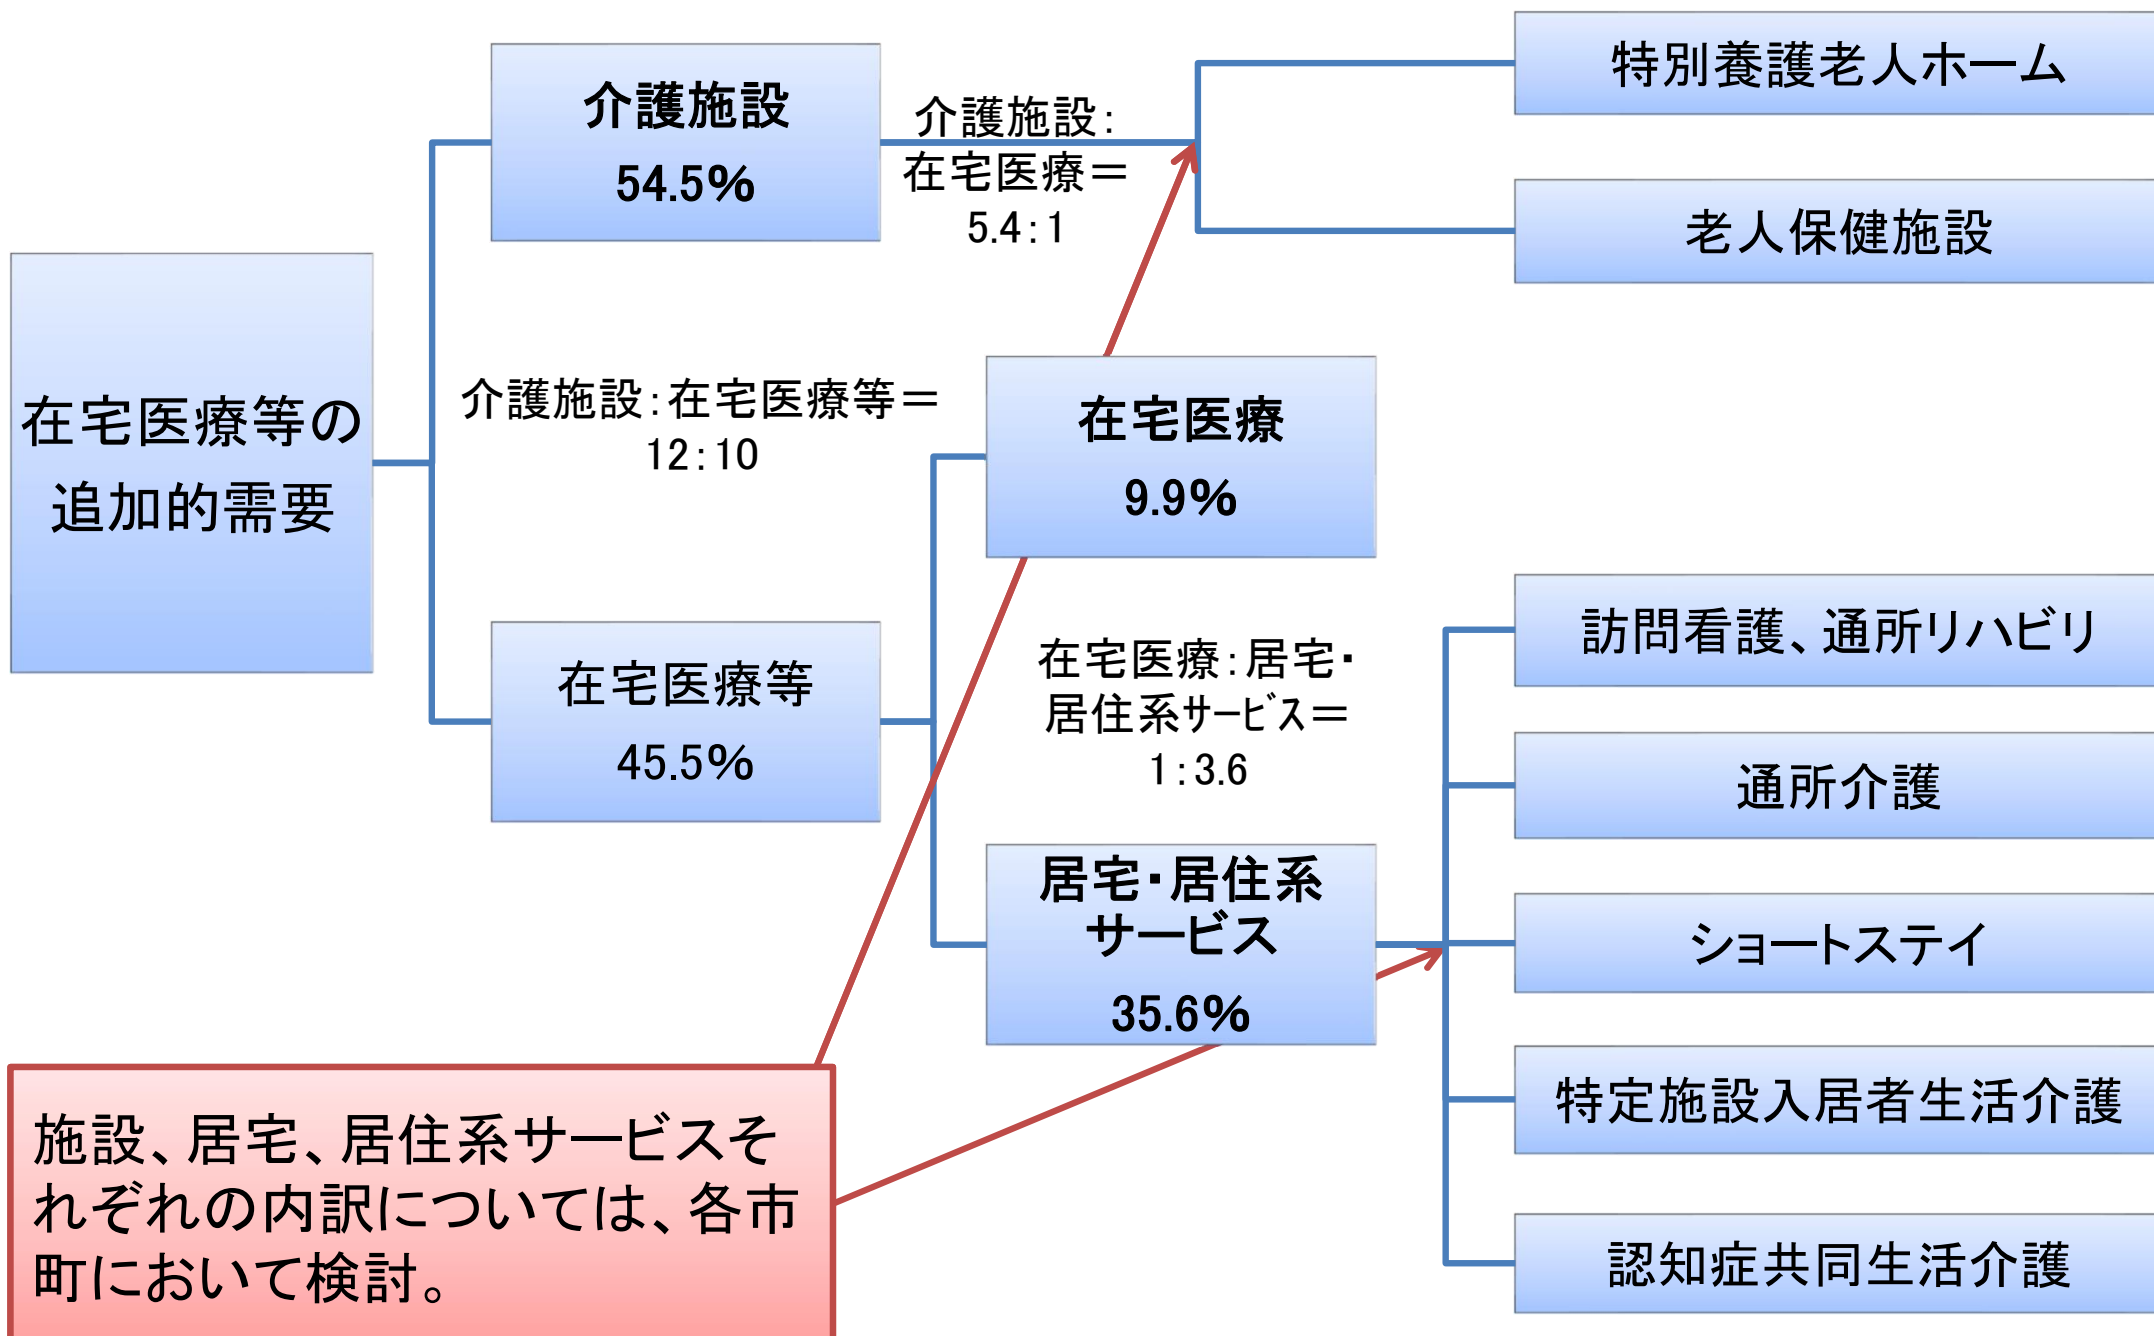 在宅医療等の
追加的需要
介護施設
54.5%
介護施設:
在宅医療＝
5.4:1
介護施設:在宅医療等＝
12:10
在宅医療等
45.5%
在宅医療
9.9%
在宅医療:居宅・
居住系ｻｰﾋﾞｽ＝
1:3.6
居宅・居住系
サービス
35.6%
特別養護老人ホーム
老人保健施設
訪問看護、通所リハビリ
通所介護
ショートステイ
特定施設入居者生活介護
認知症共同生活介護
施設、居宅、居住系サービスそ
れぞれの内訳については、各市
町において検討。